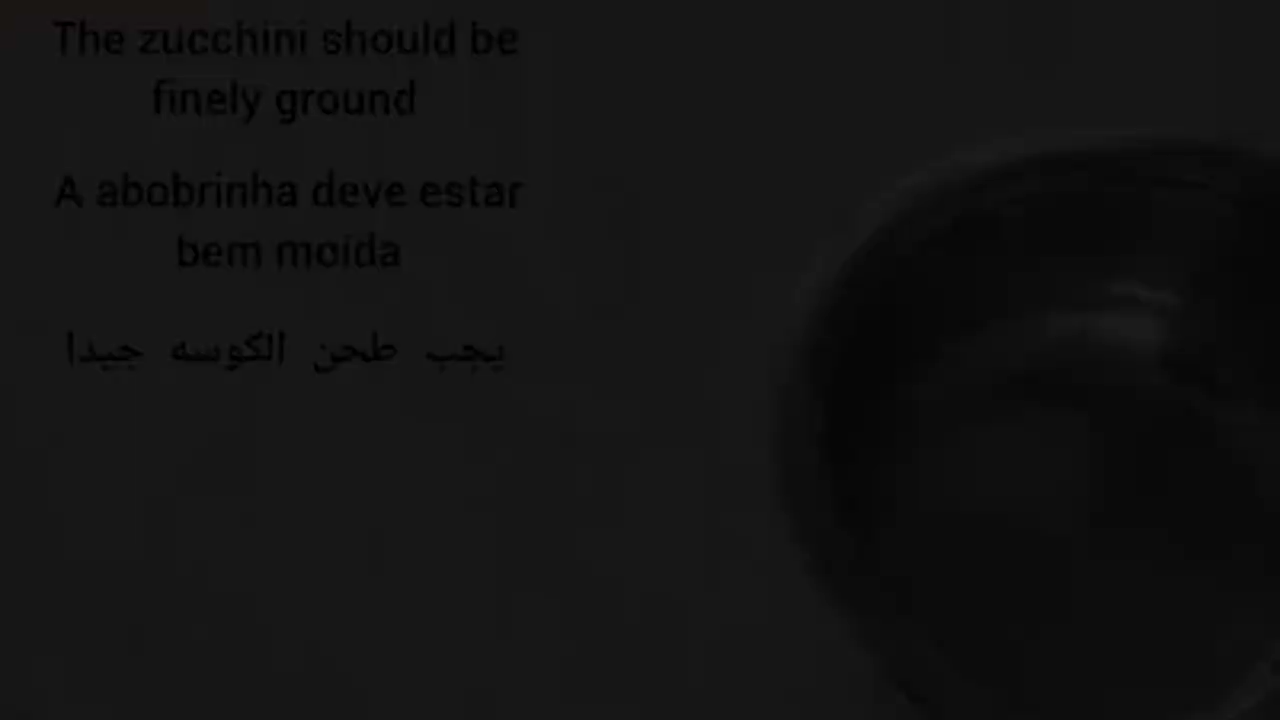 The zucchini should be
finely ground
A abobrinha deve estar
bem moída
يجب طحن الكوسه جيدا